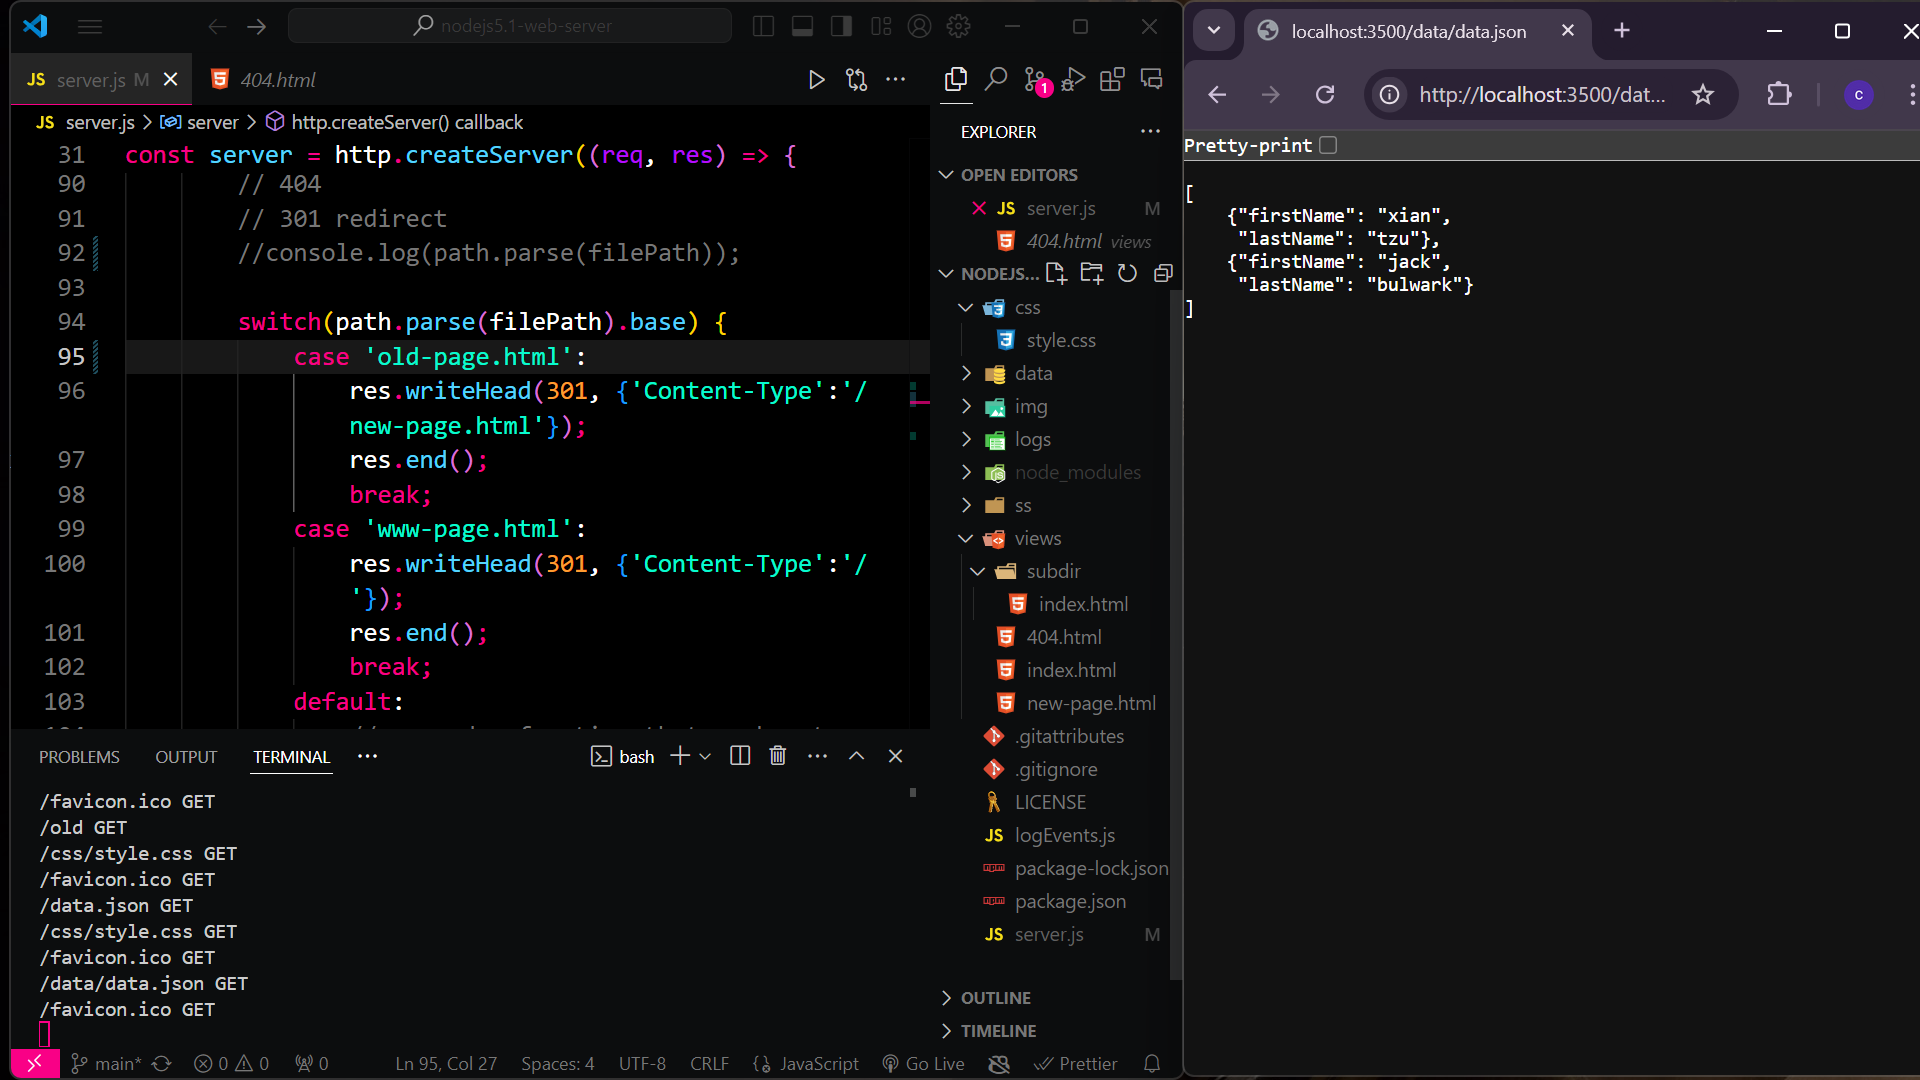 nodejs5.1-web-server
JS server.js M
404.html
JS server.js > server > http.createServer() callback
31 const server = http.createServer((req, res) => {
90 // 404
91 // 301 redirect
92 //console.log(path.parse(filePath));
93
94 switch(path.parse(filePath).base) {
95 case 'old-page.html':
96 res.writeHead(301, {'Content-Type':'/
new-page.html'});
97 res.end();
98 break;
99 case 'www-page.html':
100 res.writeHead(301, {'Content-Type':'/
'});
101 res.end();
102 break;
103 default:
PROBLEMS OUTPUT TERMINAL
bash
/favicon.ico GET
/old GET
/css/style.css GET
/favicon.ico GET
/data.json GET
/css/style.css GET
/favicon.ico GET
/data/data.json GET
/favicon.ico GET
1
EXPLORER
OPEN EDITORS
JS server.js M
404.html views
NODEJS...
css
style.css
data
img
logs
node_modules
ss
views
subdir
index.html
404.html
index.html
new-page.html
.gitattributes
.gitignore
LICENSE
JS logEvents.js
package-lock.json
package.json
JS server.js M
OUTLINE
TIMELINE
main* 0 0 0 Ln 95, Col 27 Spaces: 4 UTF-8 CRLF JavaScript Go Live Prettier
localhost:3500/data/data.json
http://localhost:3500/dat...
c
Pretty-print
[
{"firstName": "xian",
"lastName": "tzu"},
{"firstName": "jack",
"lastName": "bulwark"}
]